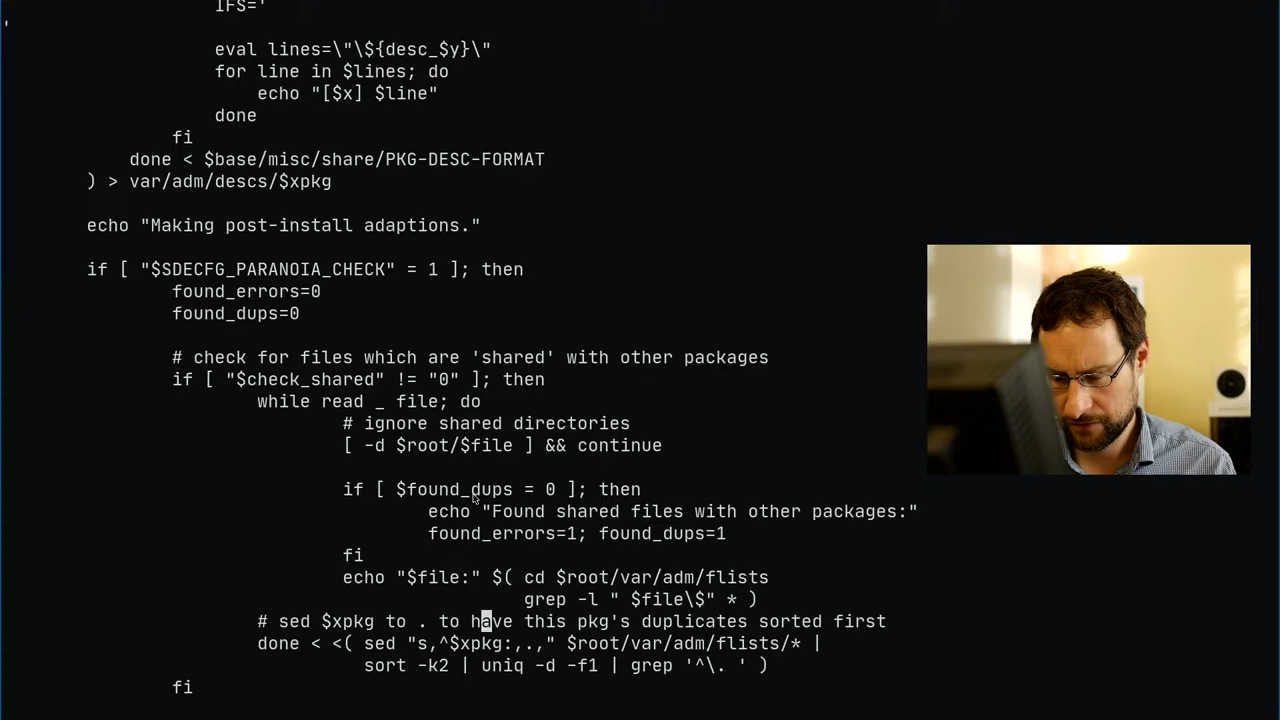 IFS='
'
eval lines=\"\${desc_$y}\"
for line in $lines; do
echo "[$x] $line"
done
fi
done < $base/misc/share/PKG-DESC-FORMAT
) > var/adm/descs/$xpkg
echo "Making post-install adaptions."
if [ "$SDECFG_PARANOIA_CHECK" = 1 ]; then
found_errors=0
found_dups=0
# check for files which are 'shared' with other packages
if [ "$check_shared" != "0" ]; then
while read _ file; do
# ignore shared directories
[ -d $root/$file ] && continue
if [ $found_dups = 0 ]; then
echo "Found shared files with other packages:"
found_errors=1; found_dups=1
fi
echo "$file:" $( cd $root/var/adm/flists
grep -l " $file\$" * )
# sed $xpkg to . to have this pkg's duplicates sorted first
done < <( sed "s,^$xpkg:,.," $root/var/adm/flists/* |
sort -k2 | uniq -d -f1 | grep '^\. ' )
fi